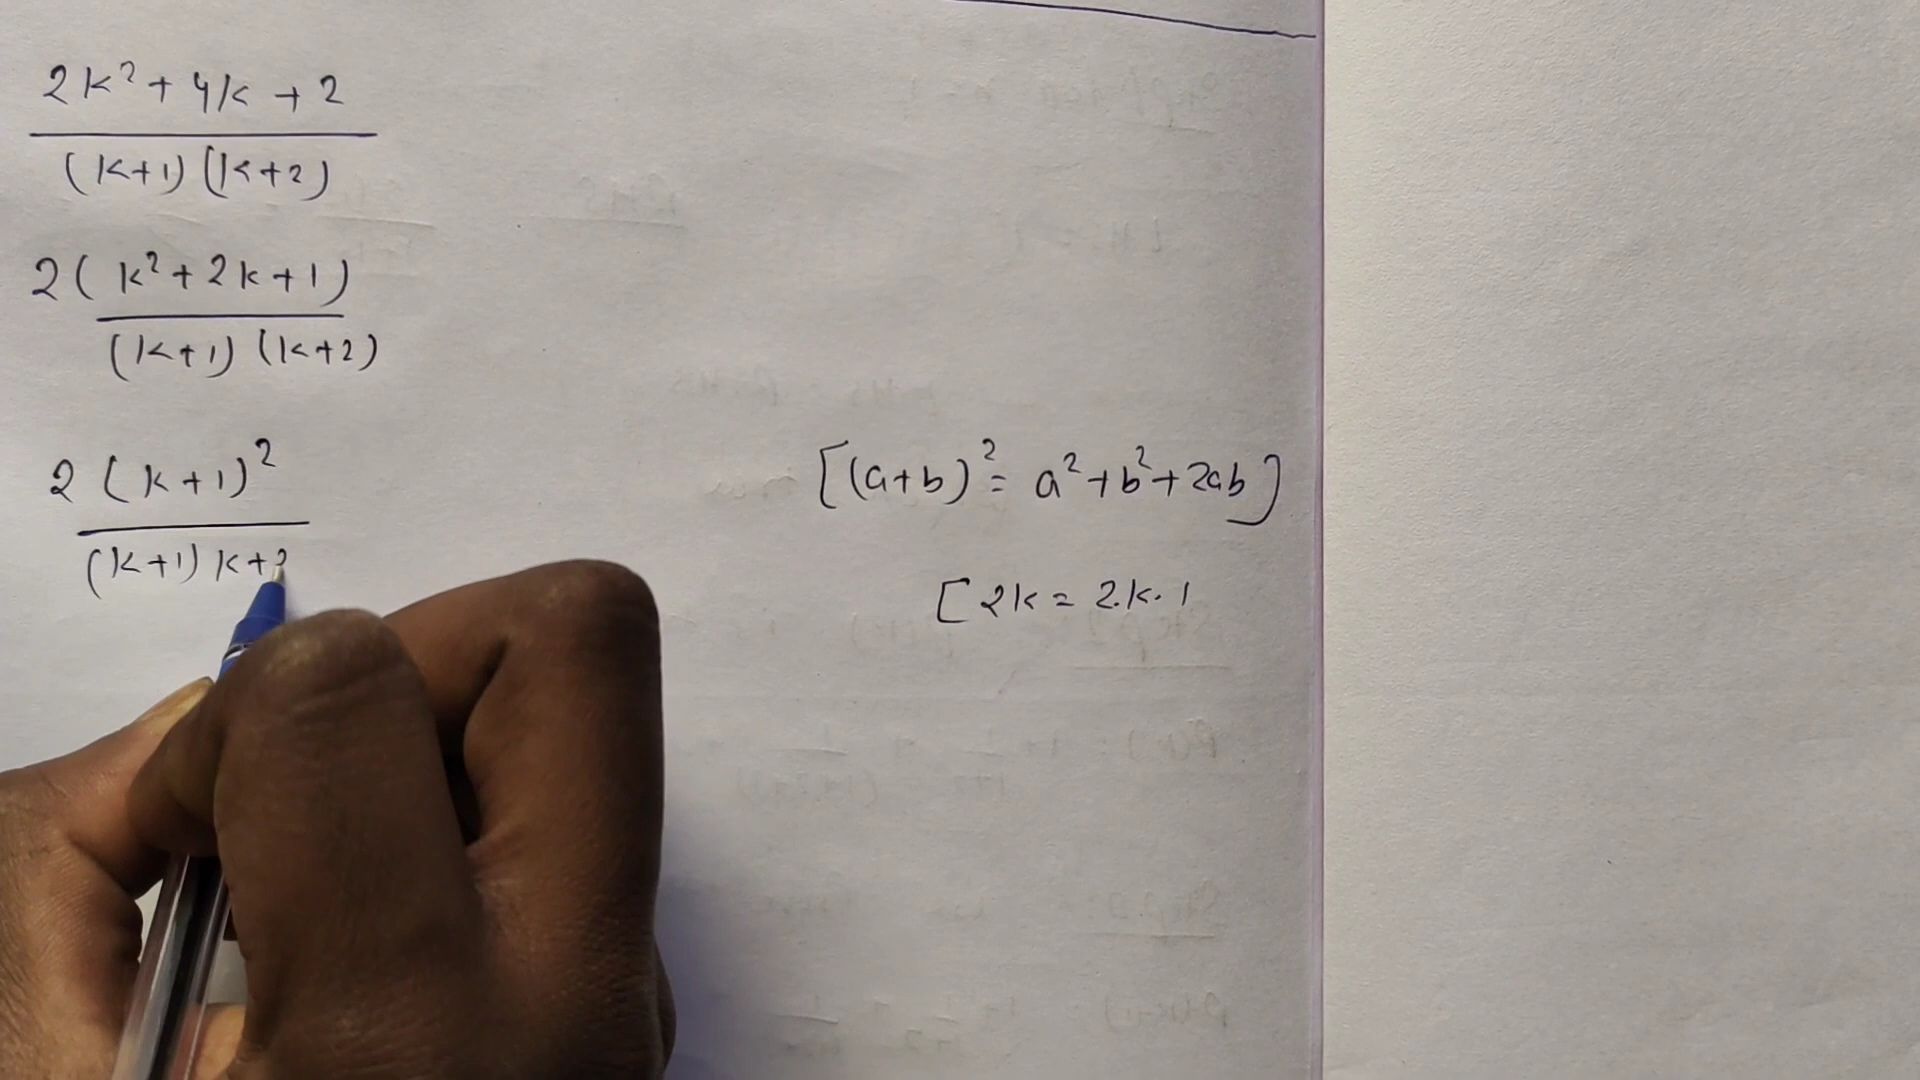 2k² + 4k + 2
(k+1) (k+2)
2 ( k² + 2k + 1 )
(k+1) (k+2)
2 (k+1)²
(k+1) k+2
[(a+b)² = a² + b² + 2ab]
[ 2k = 2.k.1